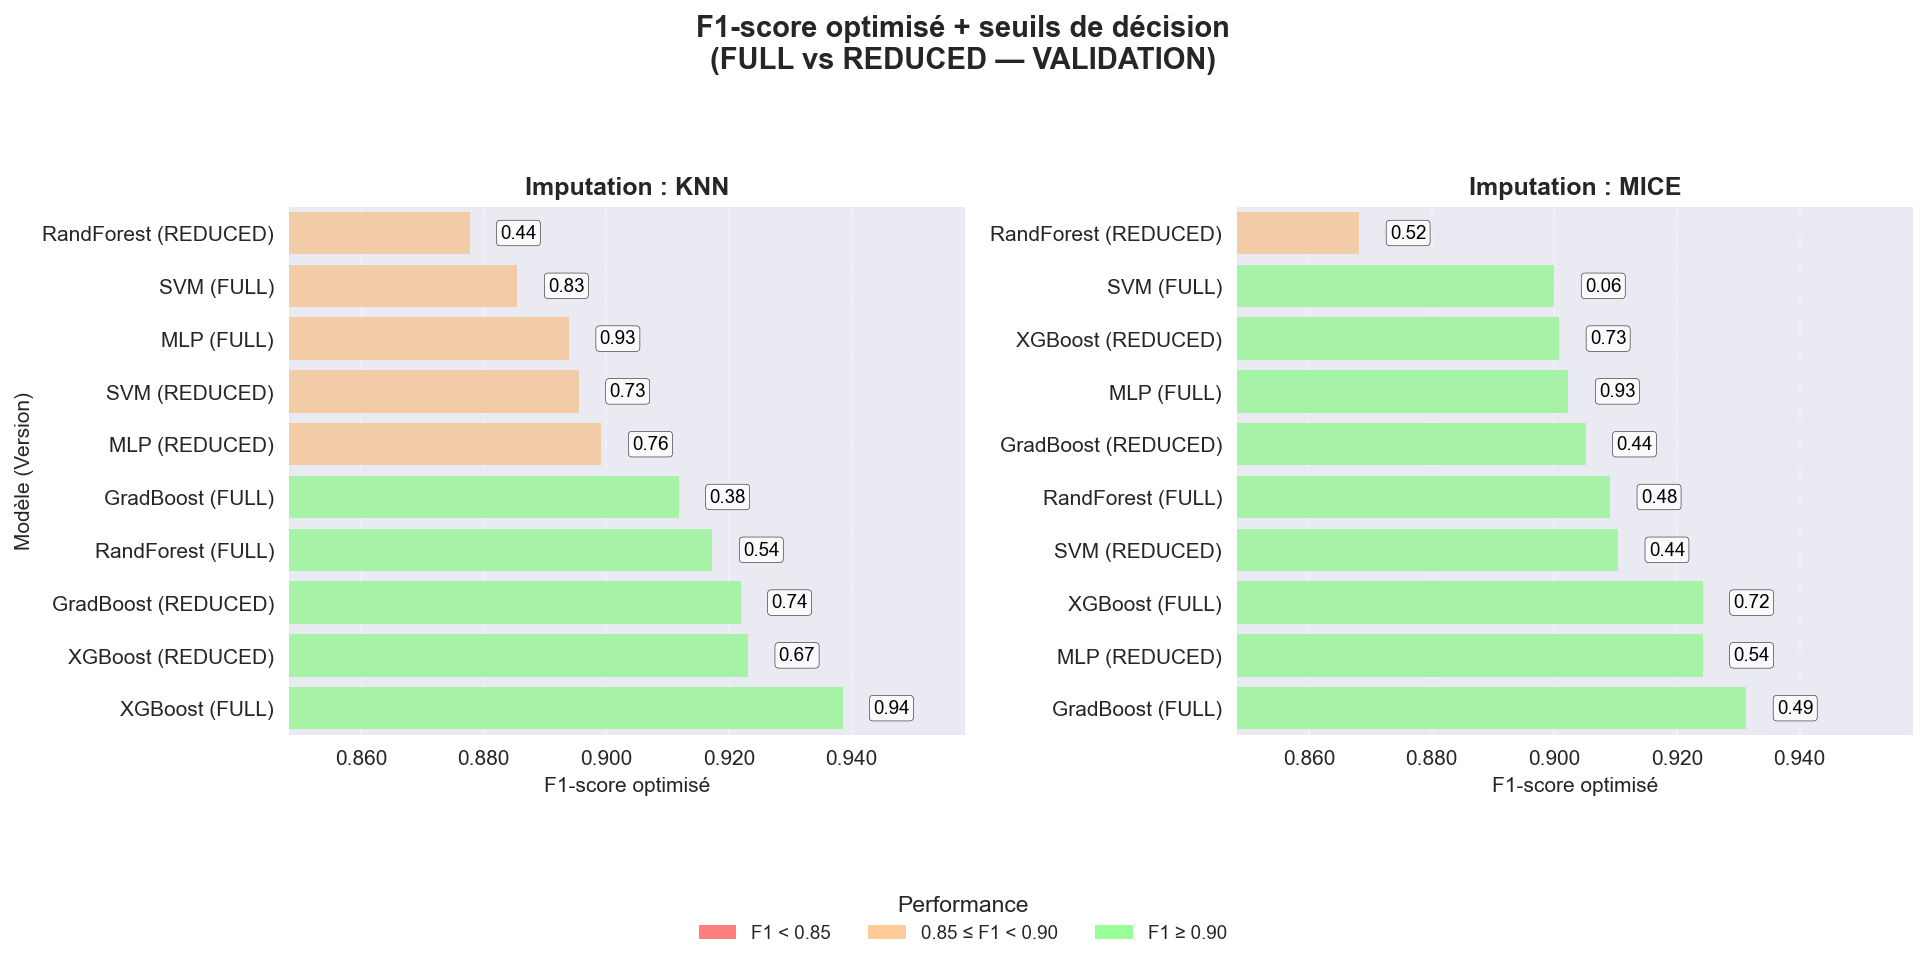 F1-score optimisé + seuils de décision
(FULL vs REDUCED — VALIDATION)
Imputation : KNN
Modèle (Version)
RandForest (REDUCED) 0.44
SVM (FULL) 0.83
MLP (FULL) 0.93
SVM (REDUCED) 0.73
MLP (REDUCED) 0.76
GradBoost (FULL) 0.38
RandForest (FULL) 0.54
GradBoost (REDUCED) 0.74
XGBoost (REDUCED) 0.67
XGBoost (FULL) 0.94
0.860 0.880 0.900 0.920 0.940
F1-score optimisé
Imputation : MICE
RandForest (REDUCED) 0.52
SVM (FULL) 0.06
XGBoost (REDUCED) 0.73
MLP (FULL) 0.93
GradBoost (REDUCED) 0.44
RandForest (FULL) 0.48
SVM (REDUCED) 0.44
XGBoost (FULL) 0.72
MLP (REDUCED) 0.54
GradBoost (FULL) 0.49
0.860 0.880 0.900 0.920 0.940
F1-score optimisé
Performance
F1 < 0.85 0.85 ≤ F1 < 0.90 F1 ≥ 0.90